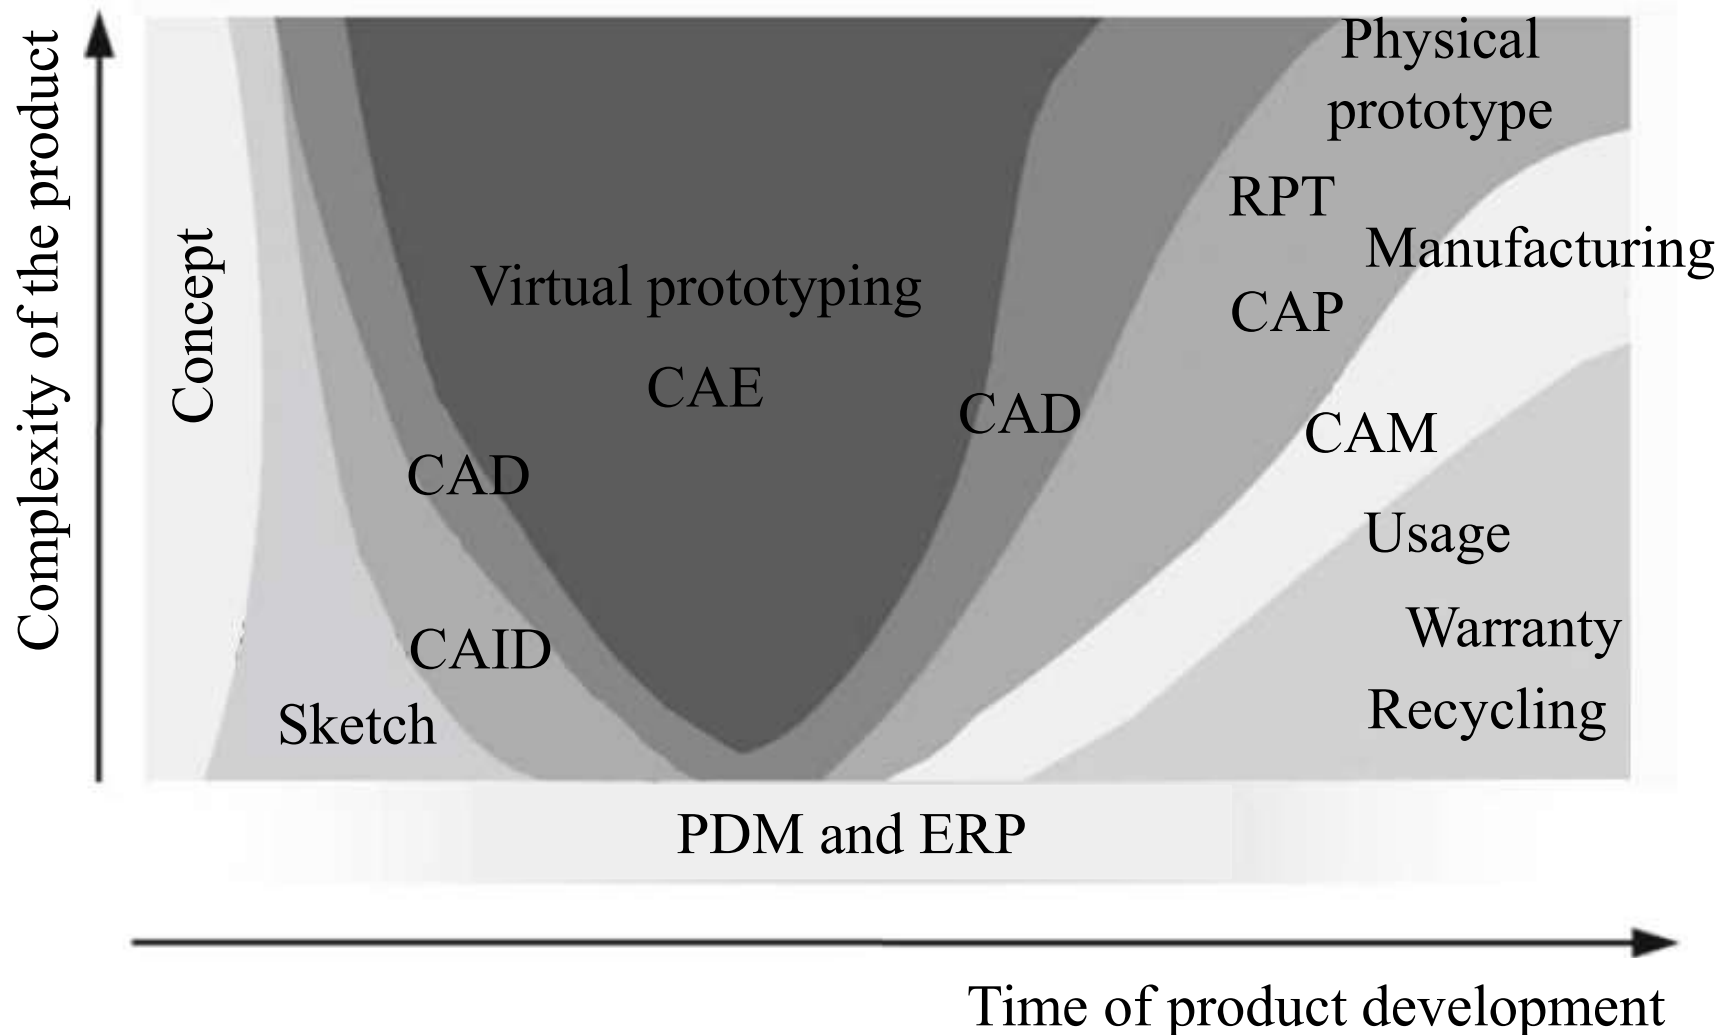 Complexity of the product
Concept
Physical
prototype
RPT
Manufacturing
Virtual prototyping
CAP
CAE
CAD
CAM
CAD
Usage
CAID
Warranty
Sketch
Recycling
PDM and ERP
Time of product development